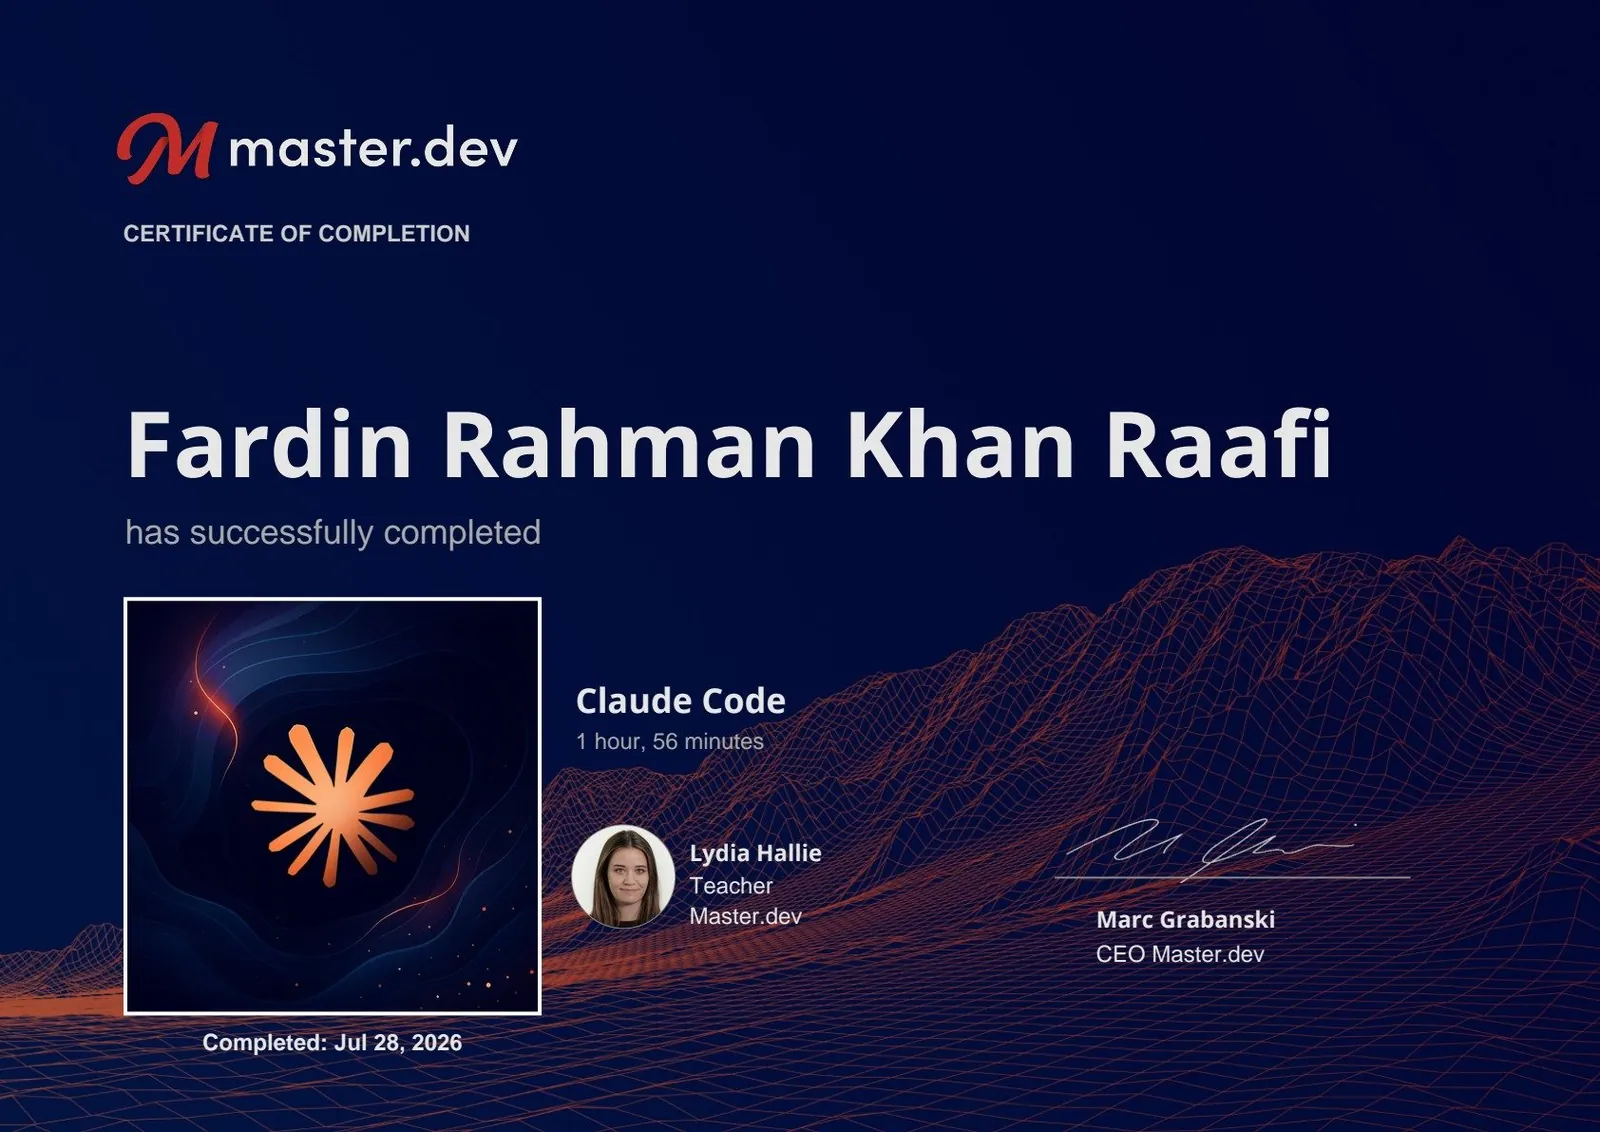 master.dev
CERTIFICATE OF COMPLETION
Fardin Rahman Khan Raafi
has successfully completed
Claude Code
1 hour, 56 minutes
Lydia Hallie
Teacher
Master.dev
Marc Grabanski
CEO Master.dev
Completed: Jul 28, 2026